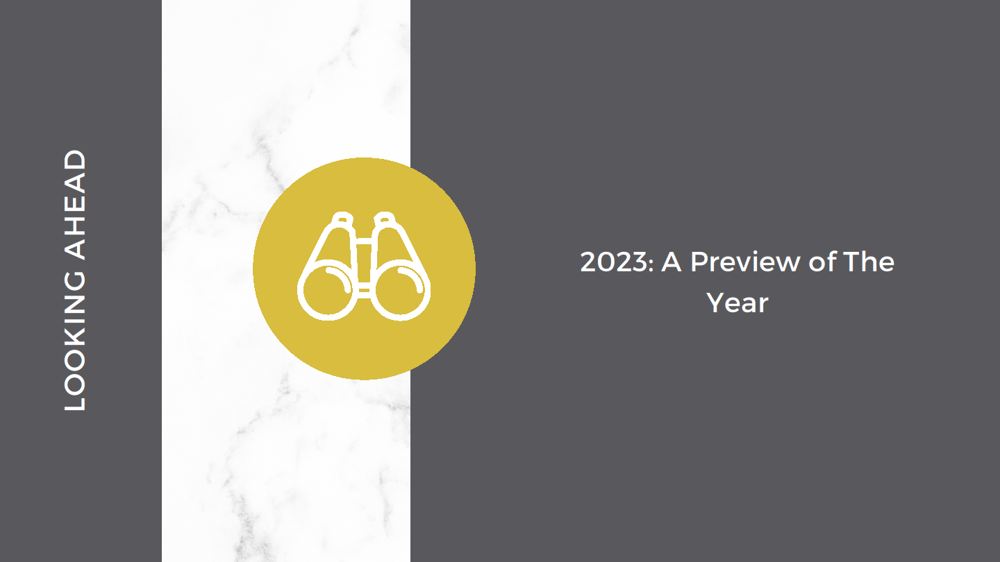 LOOKING AHEAD
2023: A Preview of The
Year